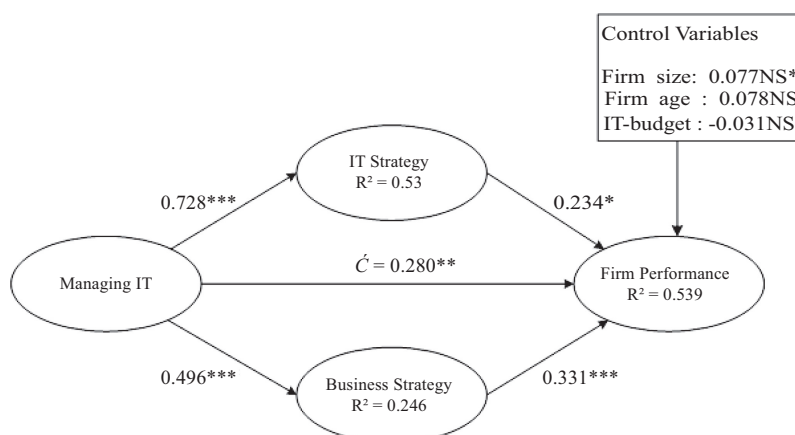 Control Variables
Firm size: 0.077NS*
Firm age : 0.078NS
IT-budget : -0.031NS
IT Strategy
R² = 0.53
0.728***
0.234*
Ć = 0.280**
Managing IT
Firm Performance
R² = 0.539
0.496***
0.331***
Business Strategy
R² = 0.246